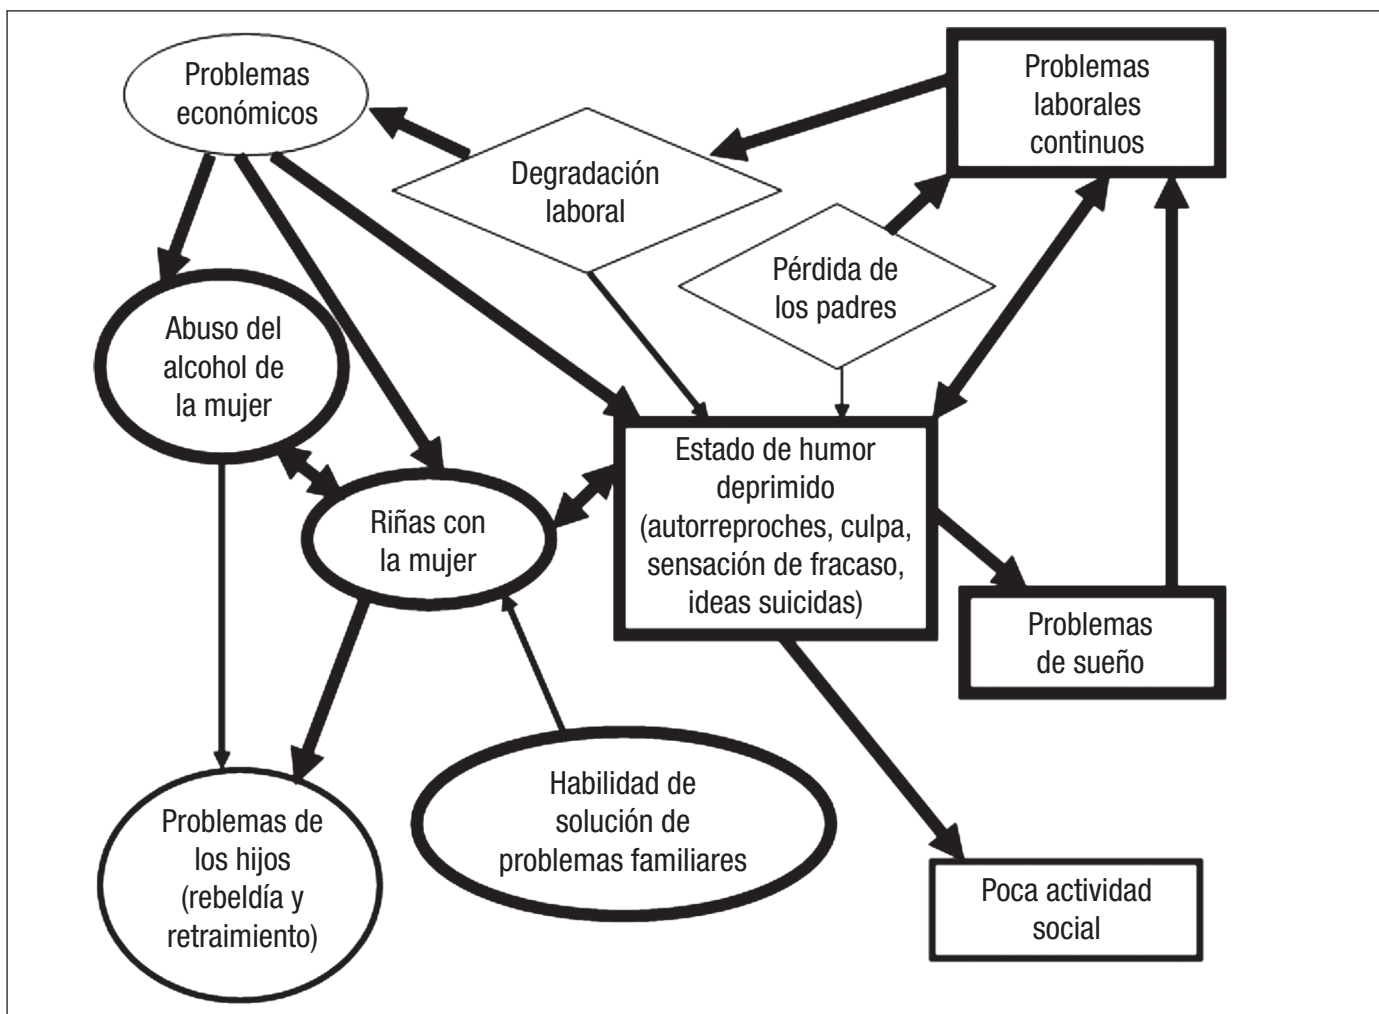 Problemas
económicos
Problemas
laborales
continuos
Degradación
laboral
Pérdida de
los padres
Abuso del
alcohol de
la mujer
Estado de humor
deprimido
(autorreproches, culpa,
sensación de fracaso,
ideas suicidas)
Riñas con
la mujer
Problemas
de sueño
Habilidad de
solución de
problemas familiares
Problemas de
los hijos
(rebeldía y
retraimiento)
Poca actividad
social